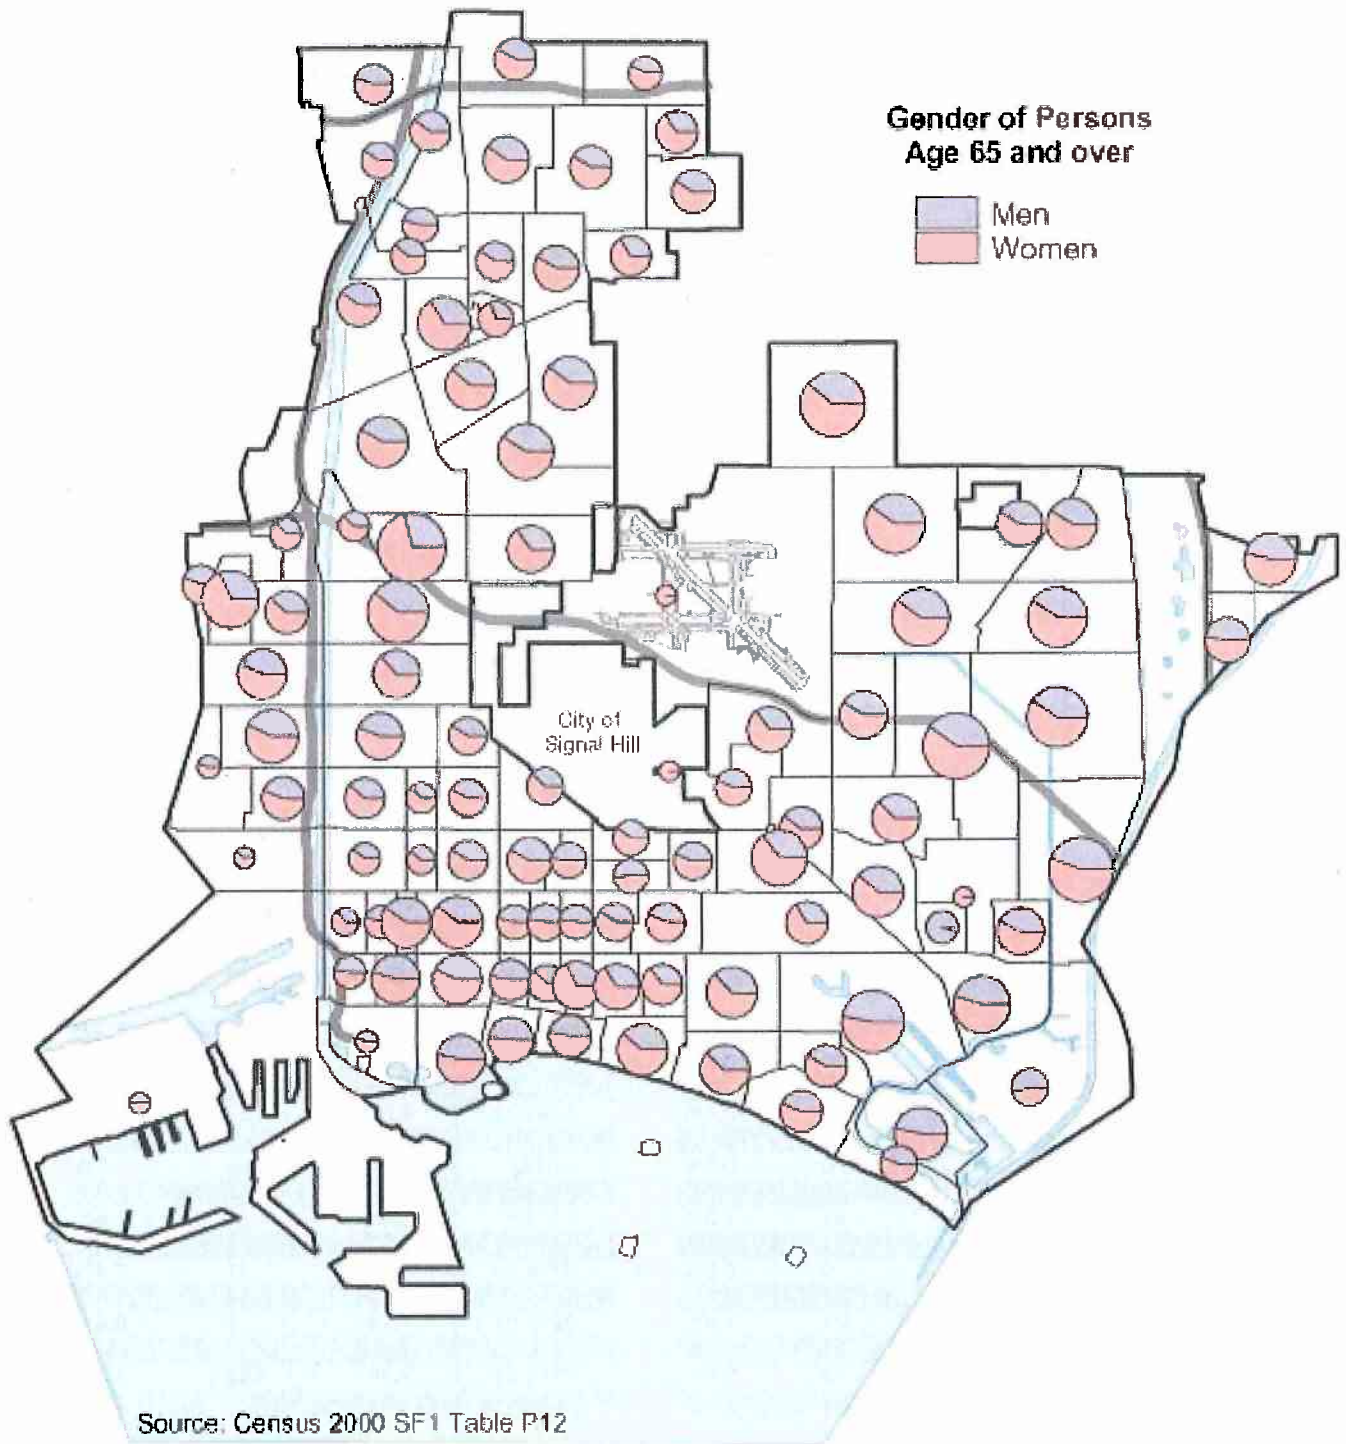 Gender of Persons
Age 65 and over
Men
Women
City of
Signal Hill
Source: Census 2000 SF1 Table P12